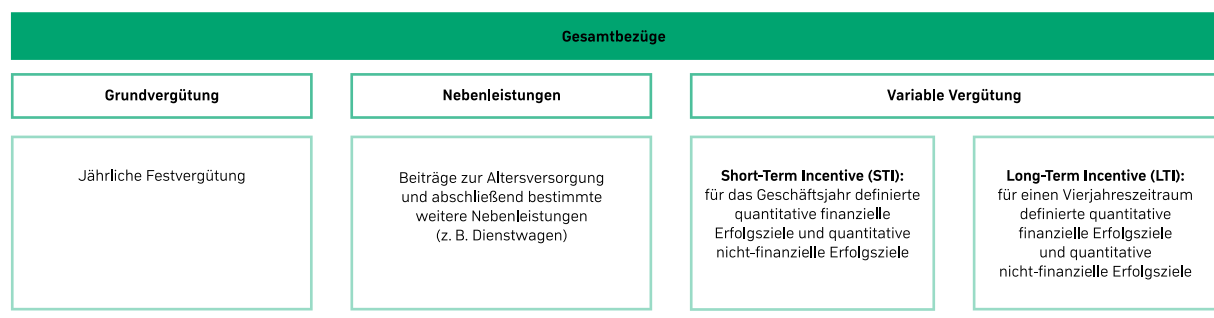 Gesamtbezüge
Grundvergütung
Nebenleistungen
Variable Vergütung
Jährliche Festvergütung
Beiträge zur Altersversorgung
und abschließend bestimmte
weitere Nebenleistungen
(z. B. Dienstwagen)
Short-Term Incentive (STI):
für das Geschäftsjahr definierte
quantitative finanzielle
Erfolgsziele und quantitative
nicht-finanzielle Erfolgsziele
Long-Term Incentive (LTI):
für einen Vierjahreszeitraum
definierte quantitative
finanzielle Erfolgsziele
und quantitative
nicht-finanzielle Erfolgsziele